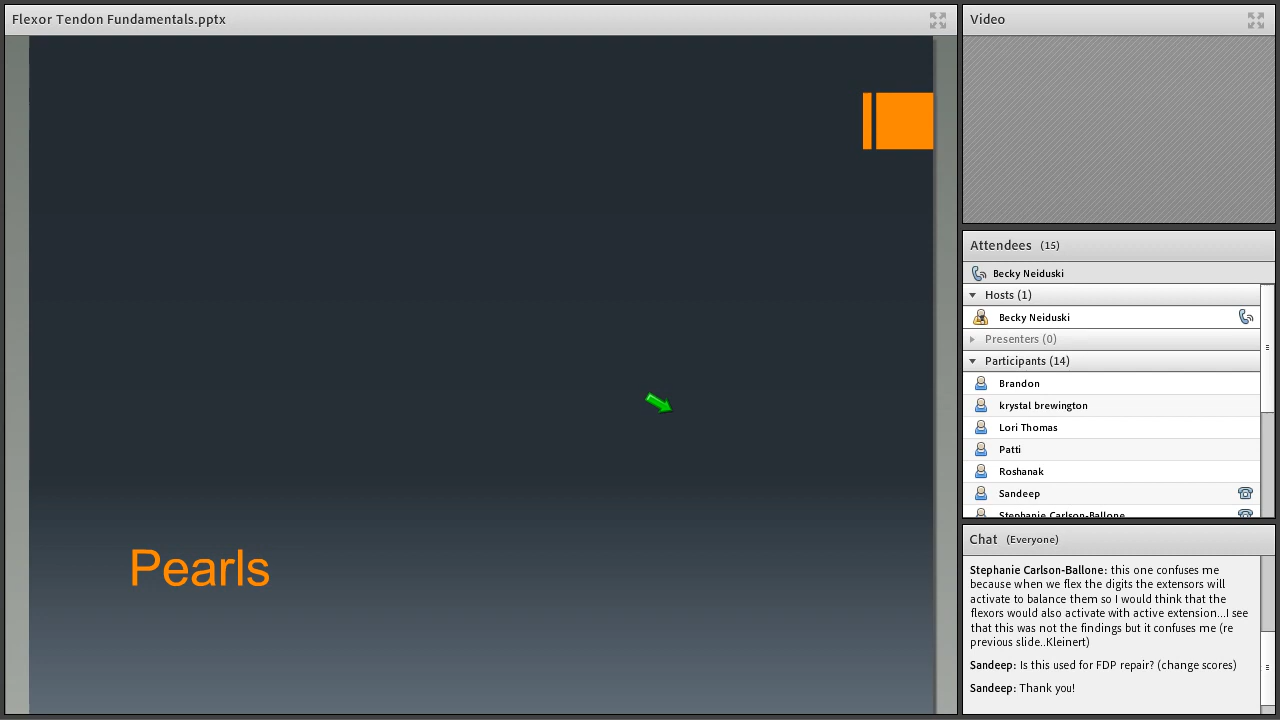 Flexor Tendon Fundamentals.pptx
Pearls
Video
Attendees (15)
Becky Neiduski
Hosts (1)
Becky Neiduski
Presenters (0)
Participants (14)
Brandon
krystal brewington
Lori Thomas
Patti
Roshanak
Sandeep
Stephanie Carlson-Ballone
Chat (Everyone)
Stephanie Carlson-Ballone: this one confuses me
because when we flex the digits the extensors will
activate to balance them so I would think that the
flexors would also activate with active extension...I see
that this was not the findings but it confuses me (re
previous slide..Kleinert)
Sandeep: Is this used for FDP repair? (change scores)
Sandeep: Thank you!